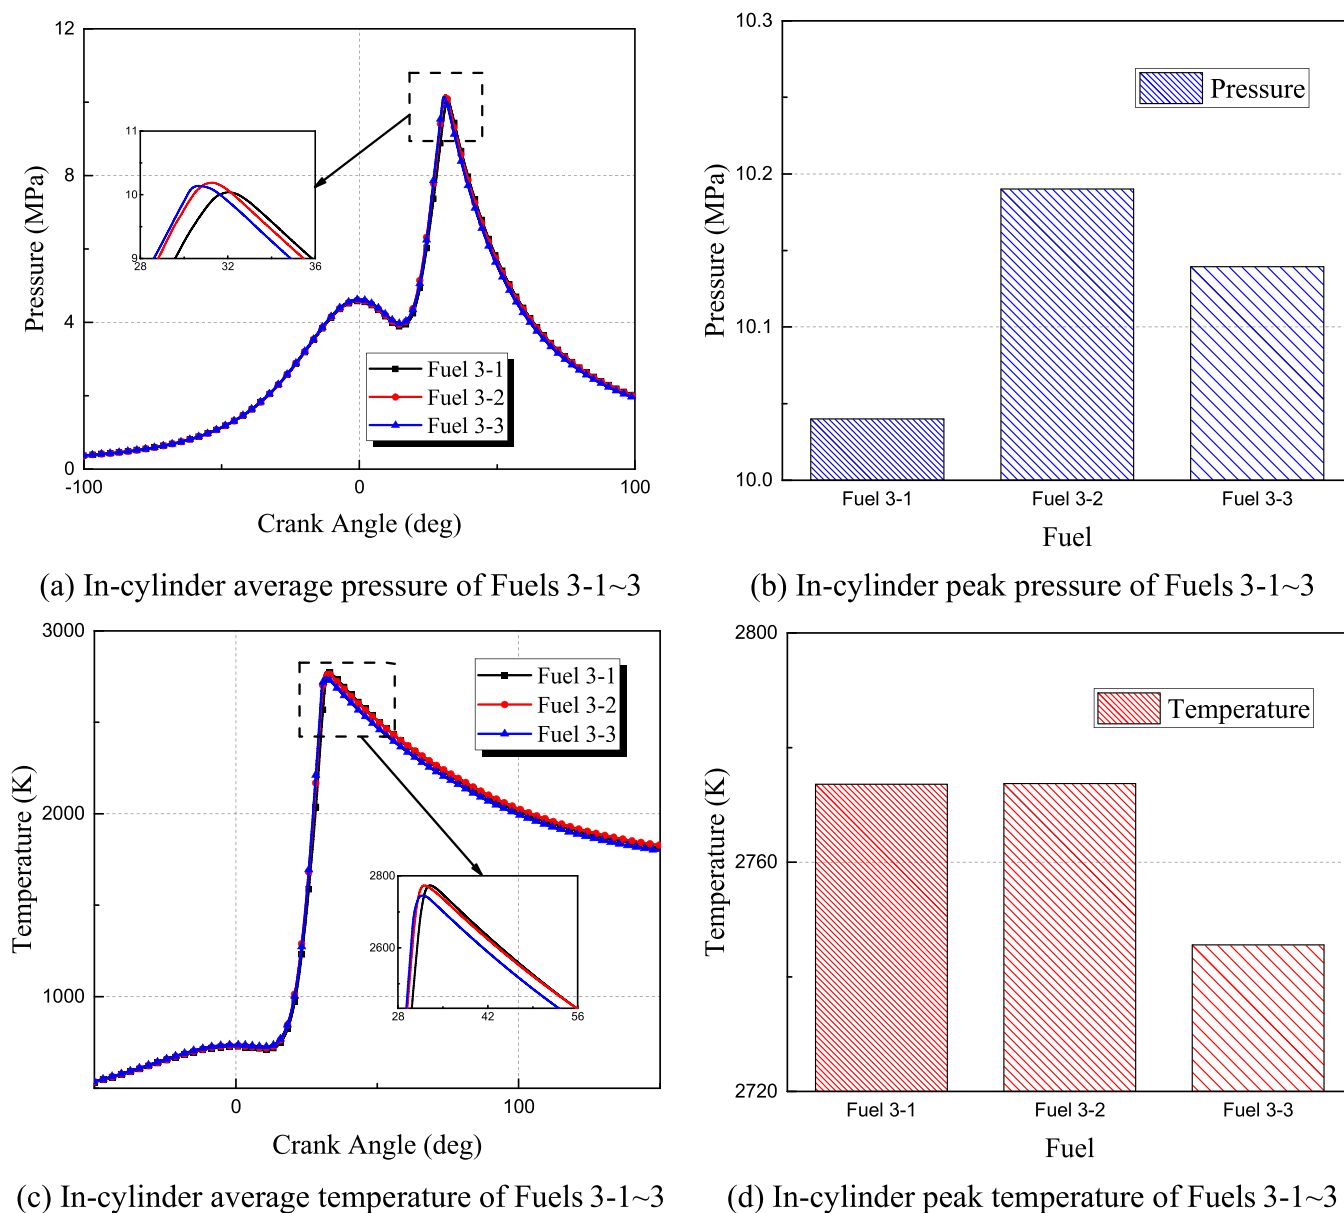 12
8
4
0
Pressure (MPa)
11
10
9
28
32
36
Fuel 3-1
Fuel 3-2
Fuel 3-3
-100
0
100
Crank Angle (deg)
(a) In-cylinder average pressure of Fuels 3-1~3
10.3
10.2
10.1
10.0
Pressure (MPa)
Pressure
Fuel 3-1
Fuel 3-2
Fuel 3-3
Fuel
(b) In-cylinder peak pressure of Fuels 3-1~3
3000
2000
1000
Temperature (K)
Fuel 3-1
Fuel 3-2
Fuel 3-3
2800
2600
28
42
56
0
100
Crank Angle (deg)
(c) In-cylinder average temperature of Fuels 3-1~3
2800
2760
2720
Temperature (K)
Temperature
Fuel 3-1
Fuel 3-2
Fuel 3-3
Fuel
(d) In-cylinder peak temperature of Fuels 3-1~3